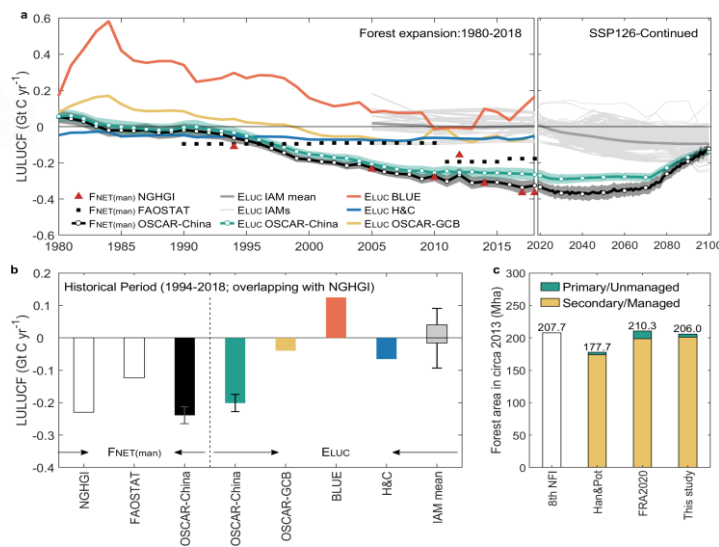 a
Forest expansion:1980-2018
SSP126-Continued
LULUCF (Gt C yr⁻¹)
0.6
0.4
0.2
0
-0.2
-0.4
-0.6
FNET(man) NGHGI
FNET(man) FAOSTAT
FNET(man) OSCAR-China
ELUC IAM mean
ELUC IAMs
ELUC OSCAR-China
ELUC BLUE
ELUC H&C
ELUC OSCAR-GCB
1980 1985 1990 1995 2000 2005 2010 2015 2020 2040 2060 2080 2100
b
Historical Period (1994-2018; overlapping with NGHGI)
LULUCF (Gt C yr⁻¹)
0.2
0.1
0
-0.1
-0.2
-0.3
-0.4
FNET(man)
ELUC
NGHGI
FAOSTAT
OSCAR-China
OSCAR-China
OSCAR-GCB
BLUE
H&C
IAM mean
c
Primary/Unmanaged
Secondary/Managed
Forest area in circa 2013 (Mha)
300
250
200
150
100
50
0
207.7
177.7
210.3
206.0
8th NFI
Han&Pot
FRA2020
This study